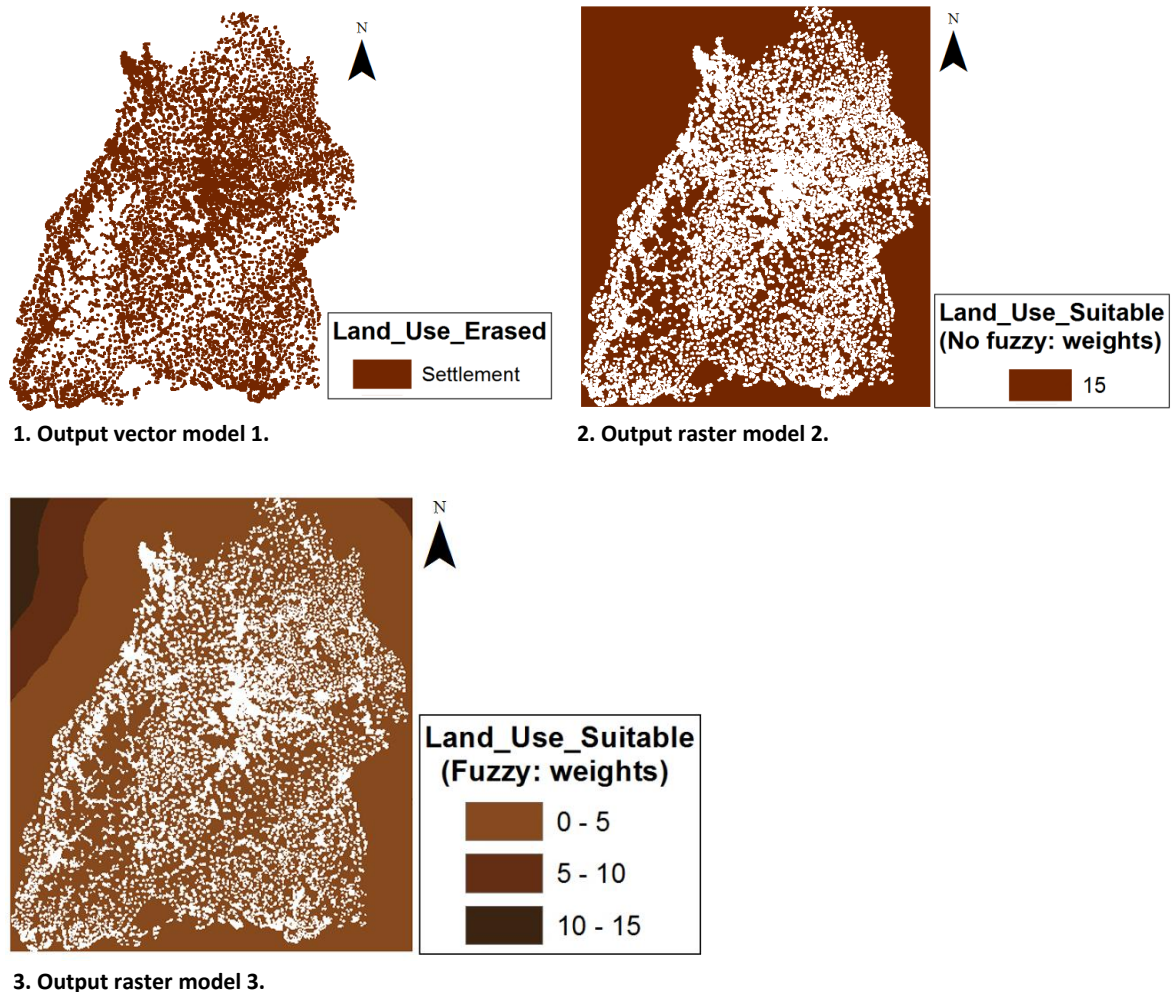 N
Land_Use_Erased
Settlement
1. Output vector model 1.
N
Land_Use_Suitable
(No fuzzy: weights)
15
2. Output raster model 2.
N
Land_Use_Suitable
(Fuzzy: weights)
0 - 5
5 - 10
10 - 15
3. Output raster model 3.